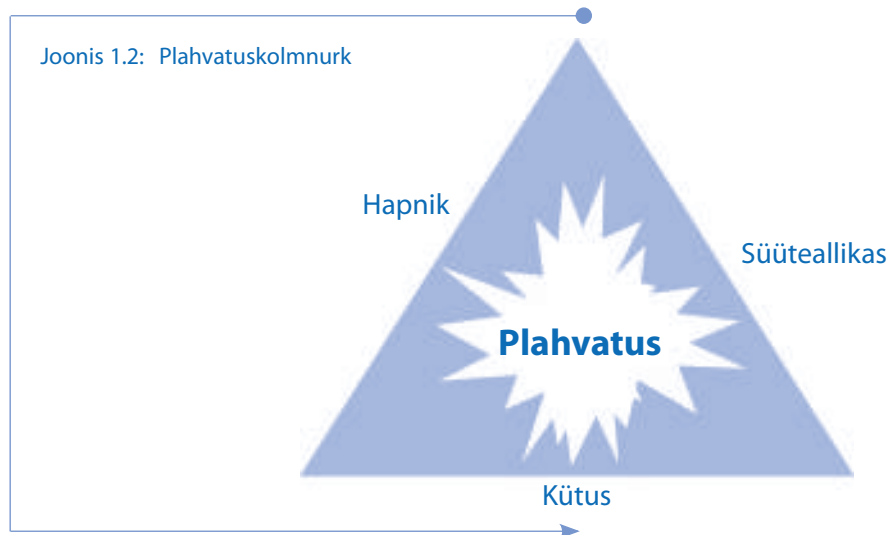 Joonis 1.2: Plahvatuskolmnurk
Hapnik
Süüteallikas
Plahvatus
Kütus